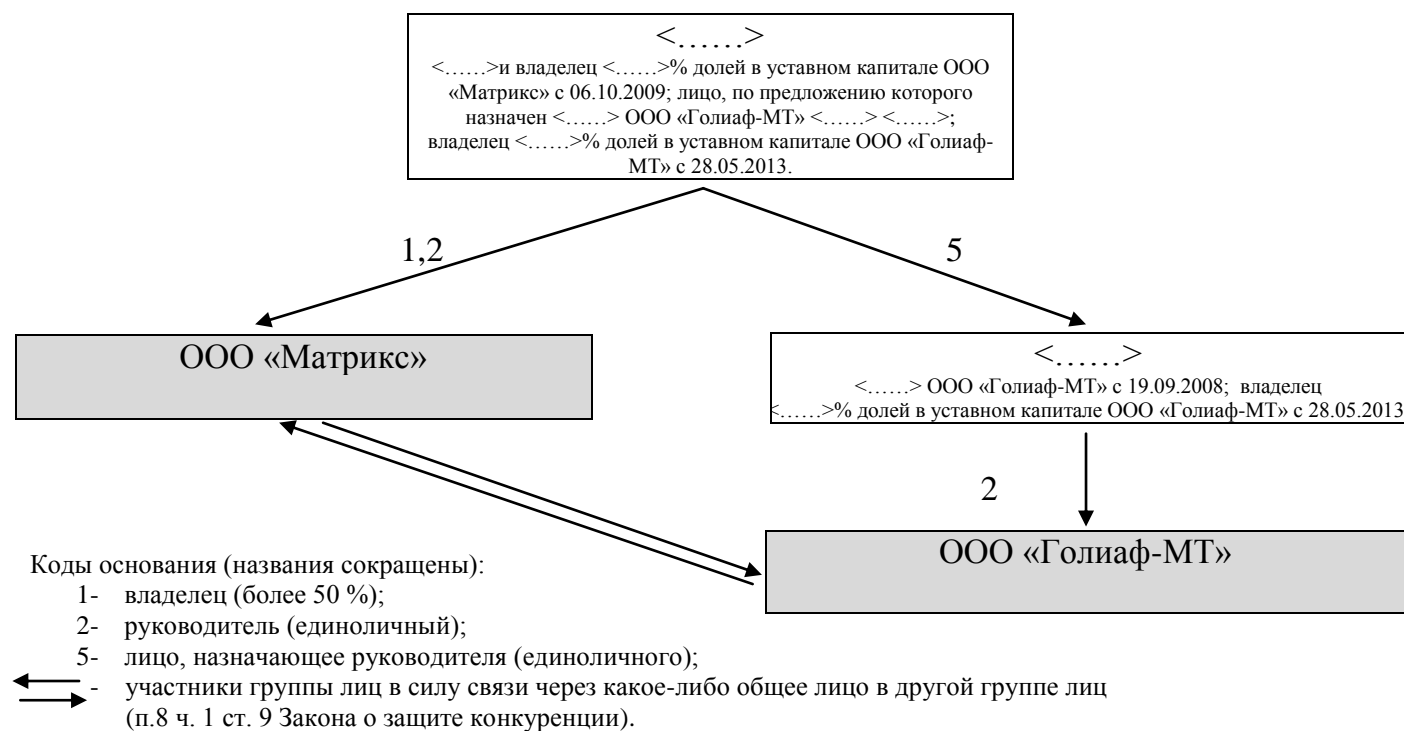 <……>
<……>и владелец <……>% долей в уставном капитале ООО
«Матрикс» с 06.10.2009; лицо, по предложению которого
назначен <……> ООО «Голиаф-МТ» <……> <……>;
владелец <……>% долей в уставном капитале ООО «Голиаф-
МТ» с 28.05.2013.
1,2
5
ООО «Матрикс»
<……>
<……> ООО «Голиаф-МТ» с 19.09.2008; владелец
<……>% долей в уставном капитале ООО «Голиаф-МТ» с 28.05.2013
2
ООО «Голиаф-МТ»
Коды основания (названия сокращены):
1- владелец (более 50 %);
2- руководитель (единоличный);
5- лицо, назначающее руководителя (единоличного);
- участники группы лиц в силу связи через какое-либо общее лицо в другой группе лиц
(п.8 ч. 1 ст. 9 Закона о защите конкуренции).